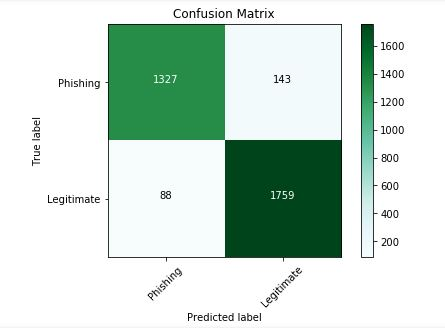 Confusion Matrix
1600
Phishing
1327
143
1400
1200
True label
1000
800
Legitimate
88
1759
600
400
200
Phishing
Legitimate
Predicted label